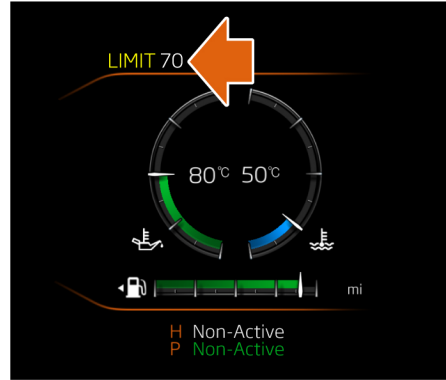 LIMIT 70
80°C 50°C
mi
H Non-Active
P Non-Active